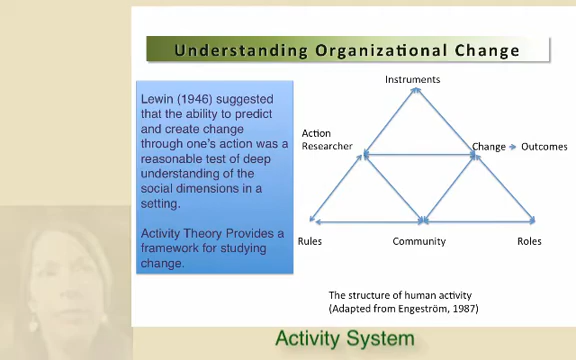 Understanding Organizational Change
Lewin (1946) suggested
that the ability to predict
and create change
through one's action was a
reasonable test of deep
understanding of the
social dimensions in a
setting.
Activity Theory Provides a
framework for studying
change.
Instruments
Action
Researcher
Change
Outcomes
Rules
Community
Roles
The structure of human activity
(Adapted from Engeström, 1987)
Activity System